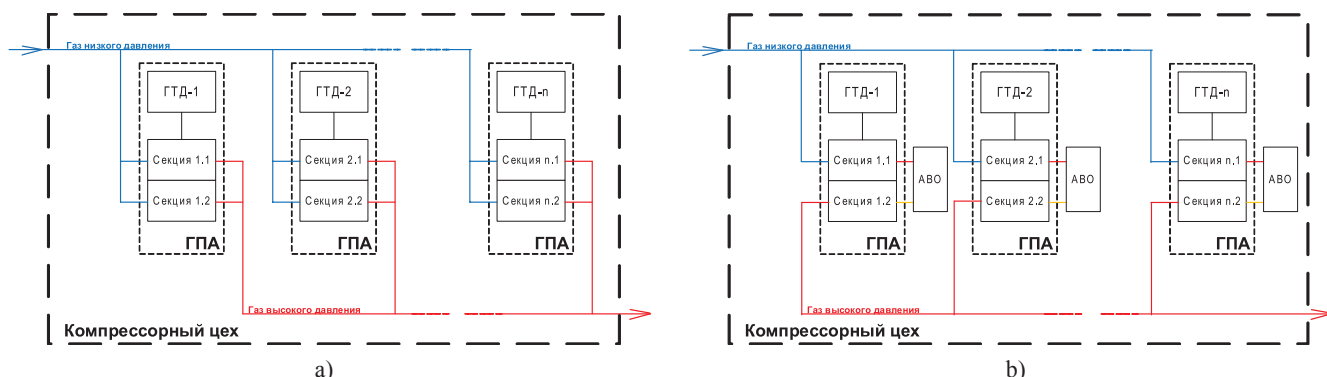 Газ низкого давления
ГТД-1
ГТД-2
ГТД-n
Секция 1.1
Секция 2.1
Секция n.1
Секция 1.2
Секция 2.2
Секция n.2
ГПА
ГПА
ГПА
Газ высокого давления
Компрессорный цех
a)
Газ низкого давления
ГТД-1
ГТД-2
ГТД-n
Секция 1.1
Секция 2.1
Секция n.1
АВО
АВО
АВО
Секция 1.2
Секция 2.2
Секция n.2
ГПА
ГПА
ГПА
Газ высокого давления
Компрессорный цех
b)